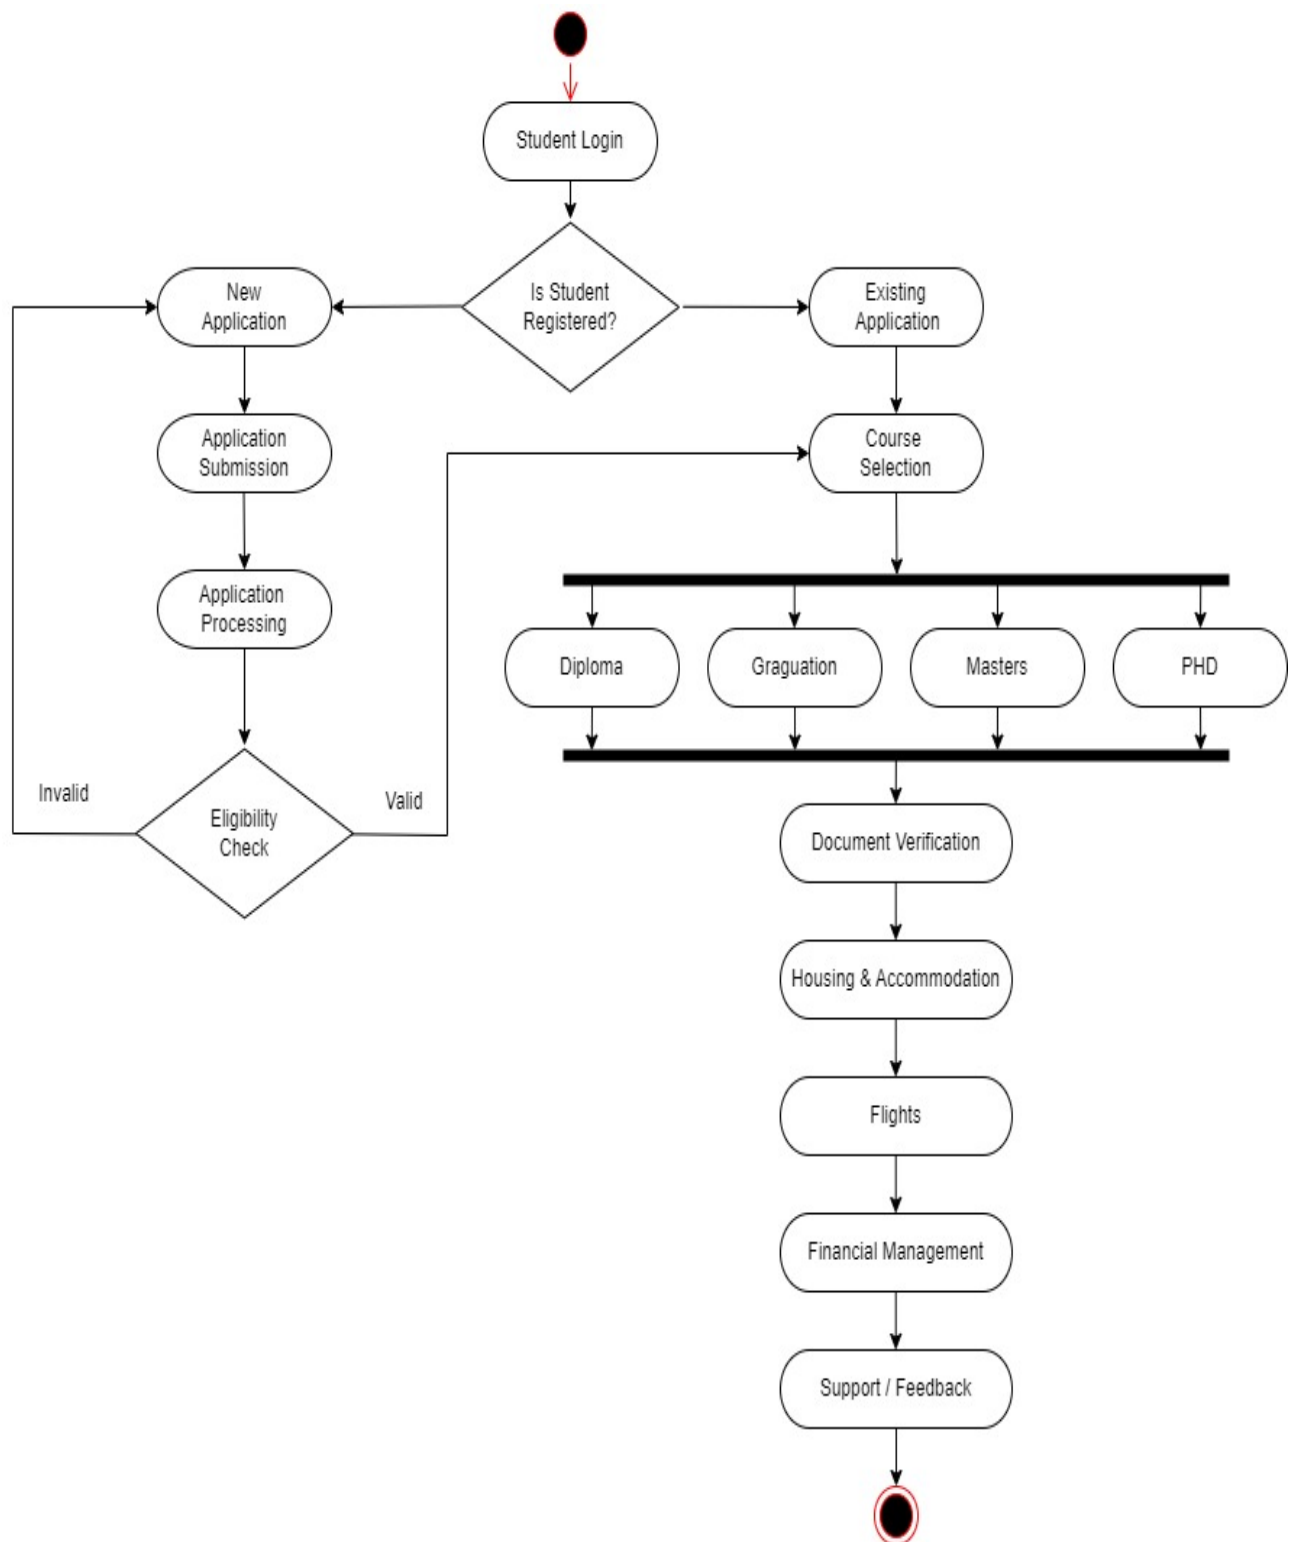 Student Login
Is Student
Registered?
New
Application
Existing
Application
Application
Submission
Course
Selection
Application
Processing
Diploma
Graguation
Masters
PHD
Invalid
Valid
Eligibility
Check
Document Verification
Housing & Accommodation
Flights
Financial Management
Support / Feedback